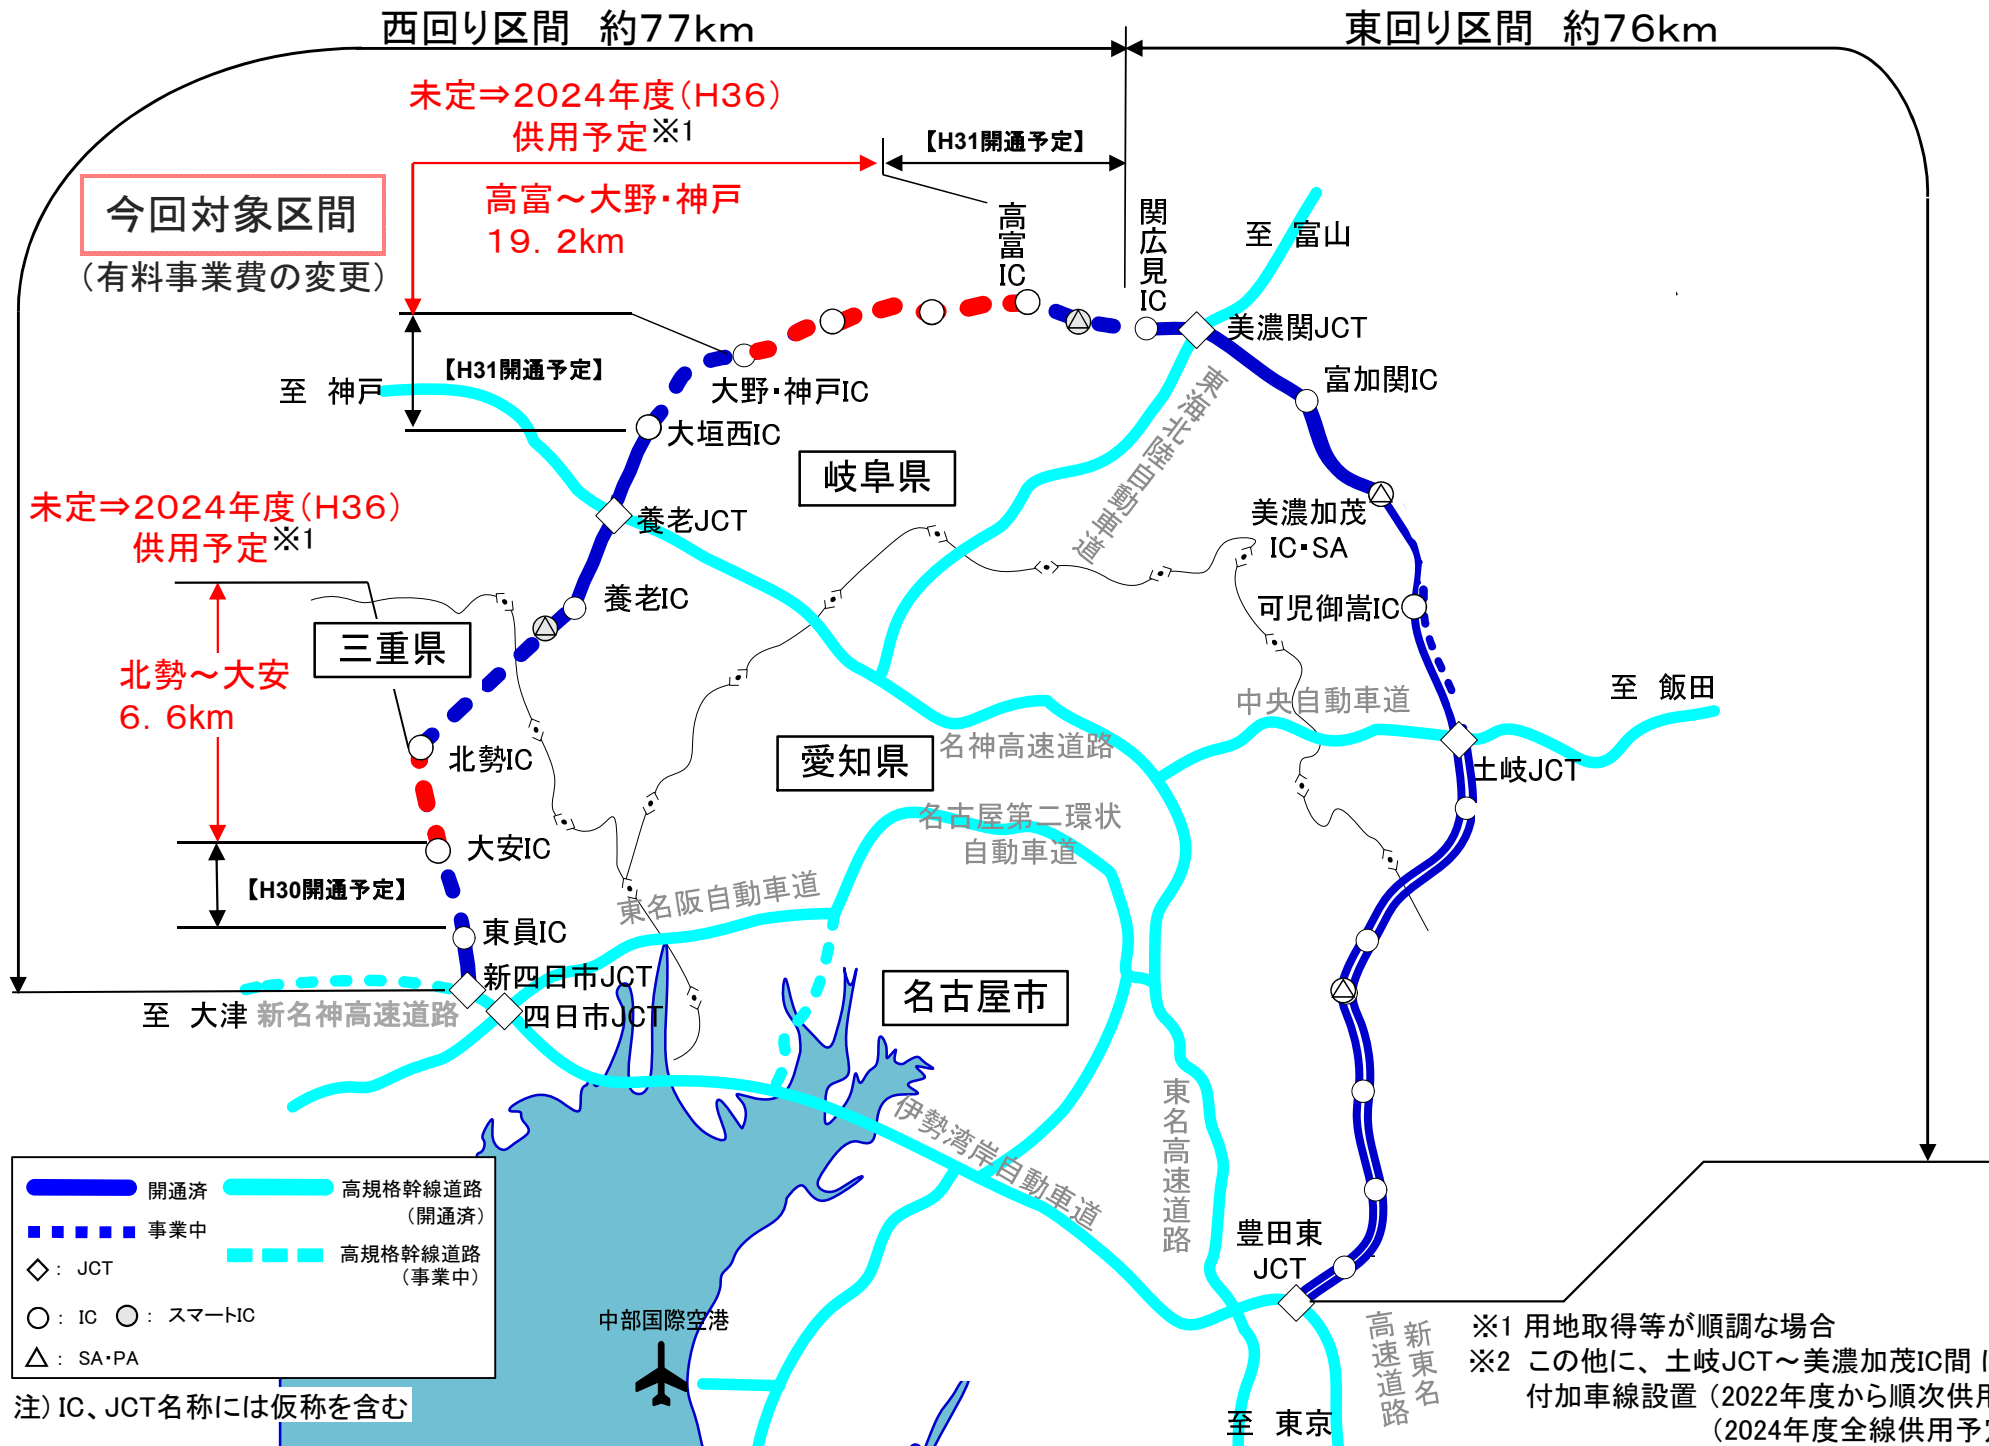 西回り区間　約77km
東回り区間　約76km
未定⇒2024年度(H36)
供用予定※1
【H31開通予定】
今回対象区間
（有料事業費の変更）
高富～大野・神戸
19. 2km
高富IC
関広見IC
至　富山
美濃関JCT
【H31開通予定】
至　神戸
大野・神戸IC
富加関IC
大垣西IC
東海北陸自動車道
岐阜県
未定⇒2024年度(H36)
供用予定※1
養老JCT
美濃加茂
IC・SA
養老IC
可児御嵩IC
三重県
北勢～大安
6. 6km
至　飯田
中央自動車道
北勢IC
愛知県
名神高速道路
土岐JCT
名古屋第二環状
自動車道
大安IC
【H30開通予定】
東名阪自動車道
東員IC
新四日市JCT
名古屋市
至　大津
新名神高速道路
四日市JCT
伊勢湾岸自動車道
東名高速道路
豊田東
JCT
開通済
高規格幹線道路
（開通済）
事業中
高規格幹線道路
（事業中）
： JCT
： IC
： スマートIC
： SA・PA
中部国際空港
新東名
高速道路
至　東京
注）IC、JCT名称には仮称を含む
※1 用地取得等が順調な場合
※2 この他に、土岐JCT～美濃加茂IC間
付加車線設置（2022年度から順次供用
（2024年度全線供用予